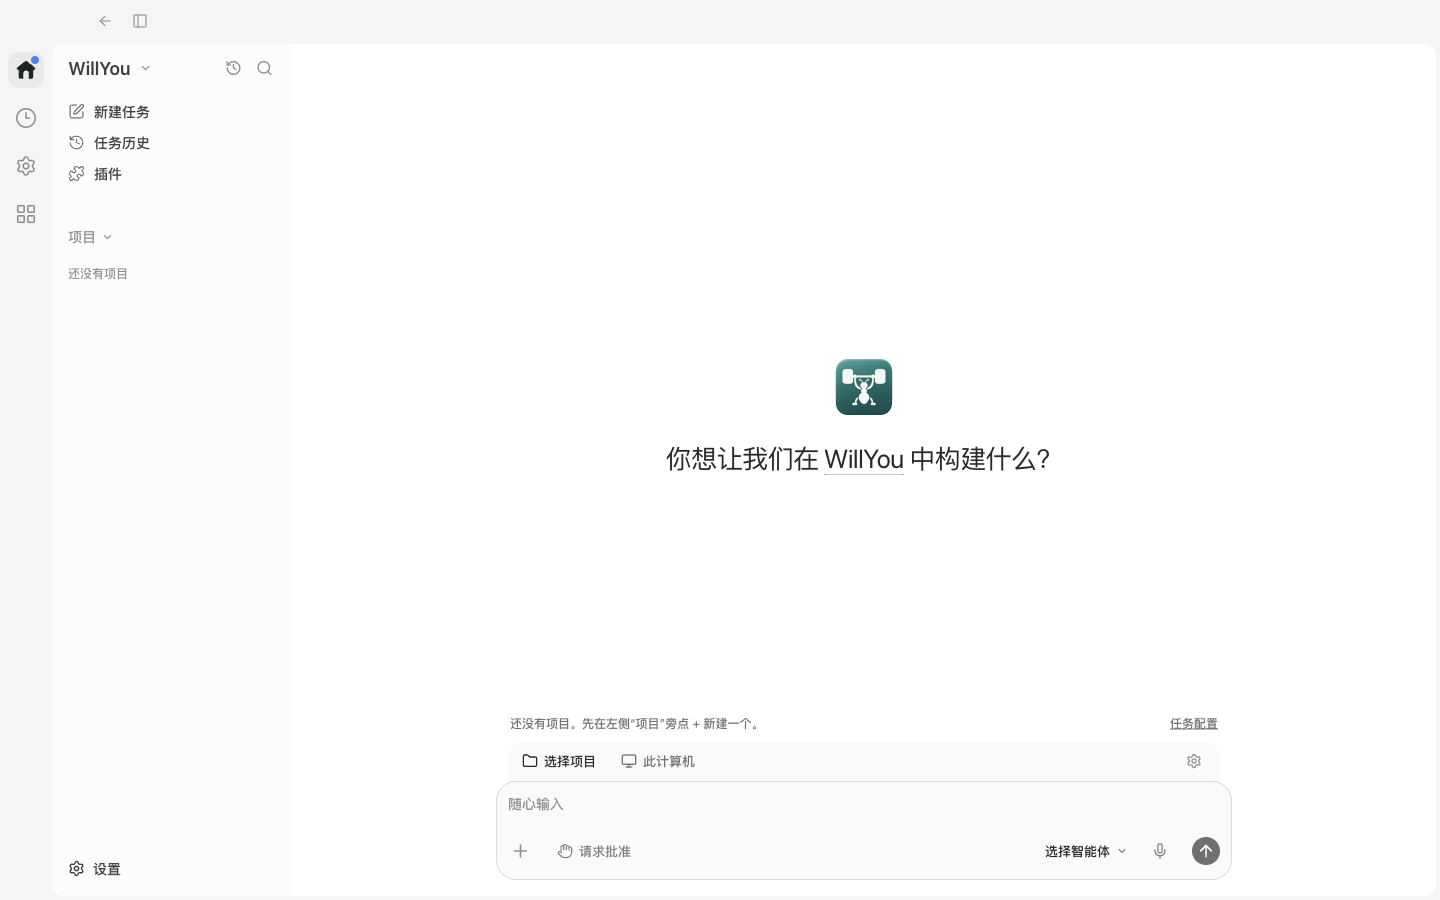 WillYou
新建任务
任务历史
插件
项目
还没有项目
设置
你想让我们在 WillYou 中构建什么?
还没有项目。先在左侧“项目”旁点 + 新建一个。
任务配置
选择项目
此计算机
随心输入
请求批准
选择智能体